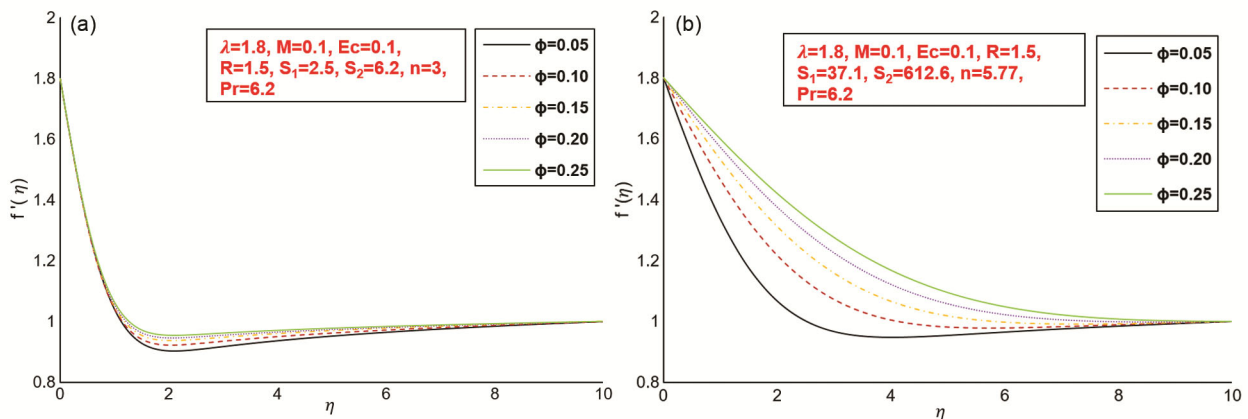 (a)
λ=1.8, M=0.1, Ec=0.1,
R=1.5, S₁=2.5, S₂=6.2, n=3,
Pr=6.2
ϕ=0.05
ϕ=0.10
ϕ=0.15
ϕ=0.20
ϕ=0.25
2
1.8
1.6
1.4
1.2
1
0.8
f '( η)
0
2
4
6
8
10
η
(b)
λ=1.8, M=0.1, Ec=0.1, R=1.5,
S₁=37.1, S₂=612.6, n=5.77,
Pr=6.2
ϕ=0.05
ϕ=0.10
ϕ=0.15
ϕ=0.20
ϕ=0.25
2
1.8
1.6
1.4
1.2
1
0.8
f '(η)
0
2
4
6
8
10
η